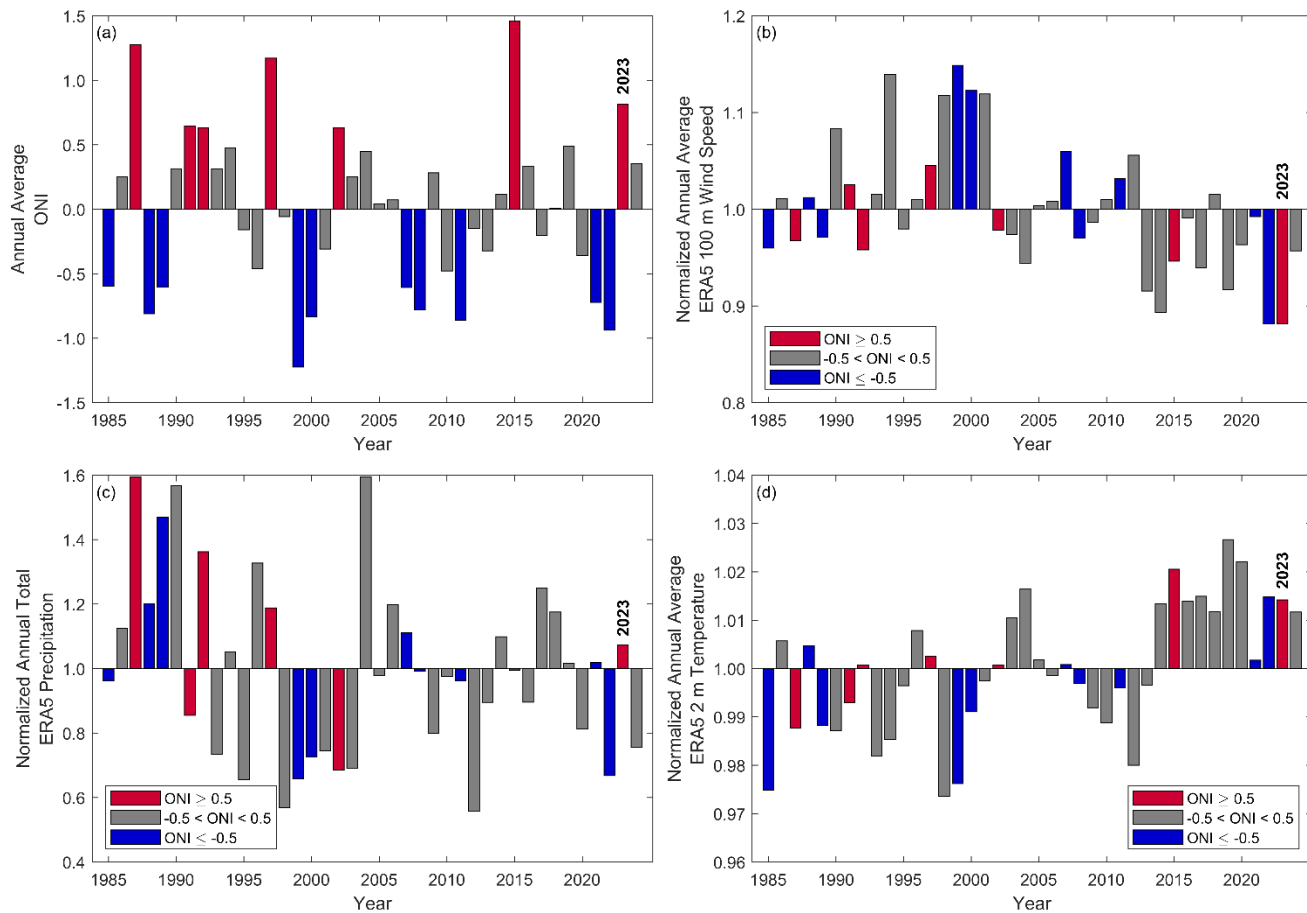 (a)
1.5
1.0
0.5
0.0
-0.5
-1.0
-1.5
Annual Average
ONI
2023
1985 1990 1995 2000 2005 2010 2015 2020
Year
(b)
1.2
1.1
1.0
0.9
0.8
Normalized Annual Average
ERA5 100 m Wind Speed
2023
ONI ≥ 0.5
-0.5 < ONI < 0.5
ONI ≤ -0.5
1985 1990 1995 2000 2005 2010 2015 2020
Year
(c)
1.6
1.4
1.2
1.0
0.8
0.6
0.4
Normalized Annual Total
ERA5 Precipitation
2023
ONI ≥ 0.5
-0.5 < ONI < 0.5
ONI ≤ -0.5
1985 1990 1995 2000 2005 2010 2015 2020
Year
(d)
1.04
1.03
1.02
1.01
1.00
0.99
0.98
0.97
0.96
Normalized Annual Average
ERA5 2 m Temperature
2023
ONI ≥ 0.5
-0.5 < ONI < 0.5
ONI ≤ -0.5
1985 1990 1995 2000 2005 2010 2015 2020
Year